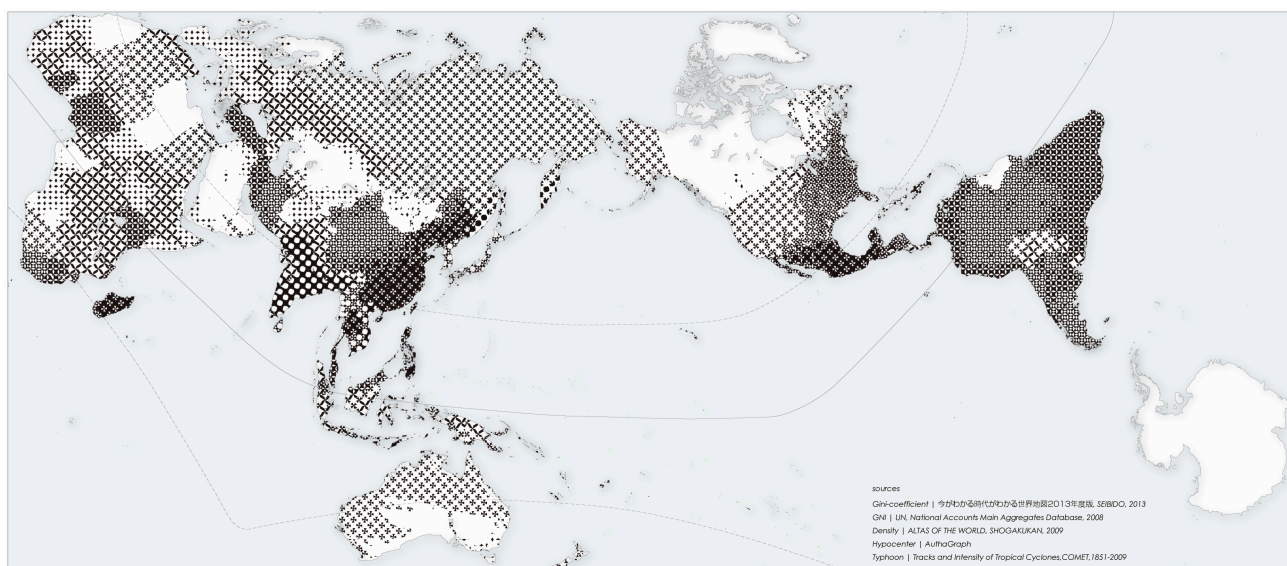 sources
Gini-coefficient | 今がわかる時代がわかる世界地図2013年度版, SEIBIDO, 2013
GNI | UN, National Accounts Main Aggregates Database, 2008
Density | ALTAS OF THE WORLD, SHOGAKUKAN, 2009
Hypocenter | AuthaGraph
Typhoon | Tracks and Intensity of Tropical Cyclones,COMET,1851-2009